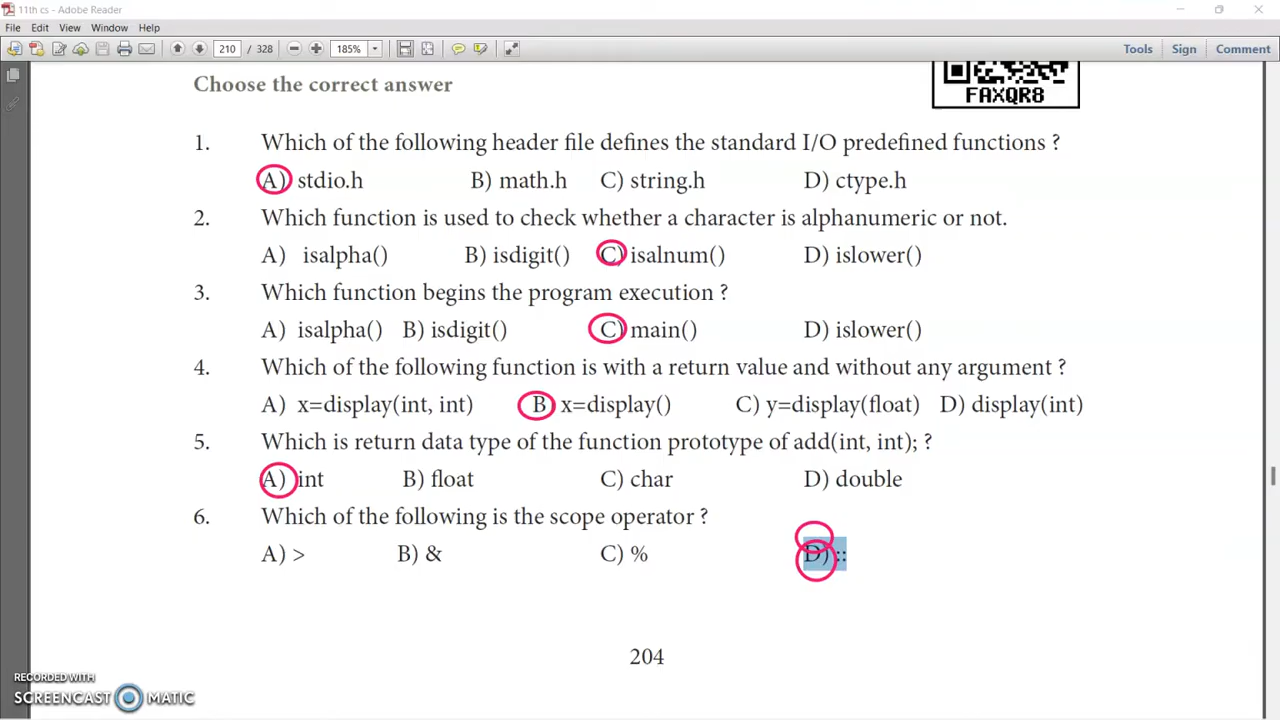 11th cs - Adobe Reader
File Edit View Window Help
210 / 328 185% Tools Sign Comment
Choose the correct answer
FAXQR8
1. Which of the following header file defines the standard I/O predefined functions ?
A) stdio.h B) math.h C) string.h D) ctype.h
2. Which function is used to check whether a character is alphanumeric or not.
A) isalpha() B) isdigit() C) isalnum() D) islower()
3. Which function begins the program execution ?
A) isalpha() B) isdigit() C) main() D) islower()
4. Which of the following function is with a return value and without any argument ?
A) x=display(int, int) B) x=display() C) y=display(float) D) display(int)
5. Which is return data type of the function prototype of add(int, int); ?
A) int B) float C) char D) double
6. Which of the following is the scope operator ?
A) > B) & C) % D) ::
204
RECORDED WITH
SCREENCAST MATIC